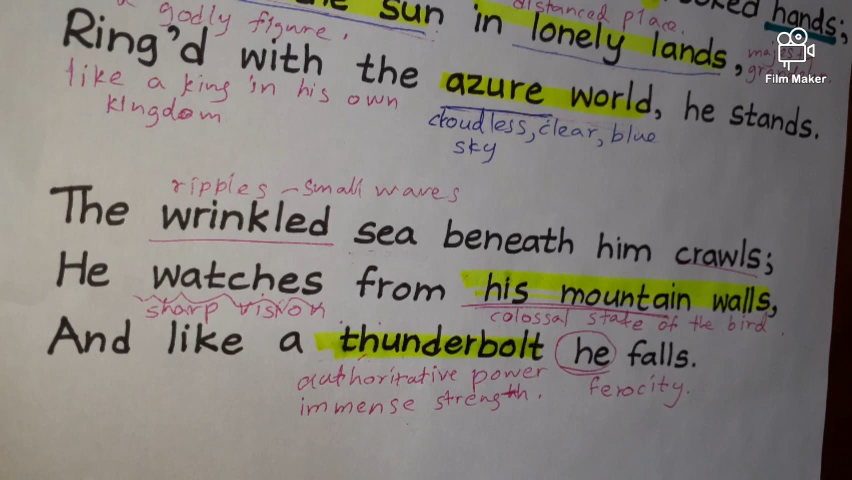 hands;
a godly figure.
distanced place.
the sun in lonely lands,
Ring'd with the azure world, he stands.
like a king in his own
kingdom
cloudless, clear, blue
sky
Film Maker
ripples - small waves
The wrinkled sea beneath him crawls;
He watches from his mountain walls,
sharp vision
colossal state of the bird.
And like a thunderbolt he falls.
authoritative power
immense strength.
ferocity.